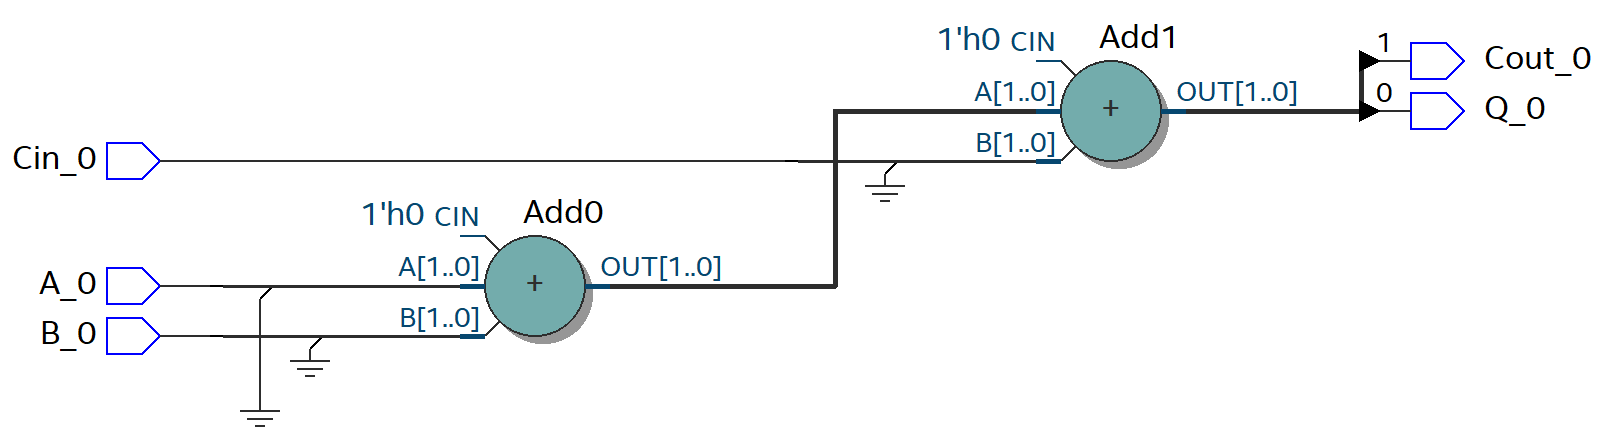 1'h0 CIN
Add1
1
Cout_0
A[1..0]
OUT[1..0]
0
Q_0
B[1..0]
+
Cin_0
1'h0 CIN
Add0
A[1..0]
OUT[1..0]
A_0
+
B[1..0]
B_0